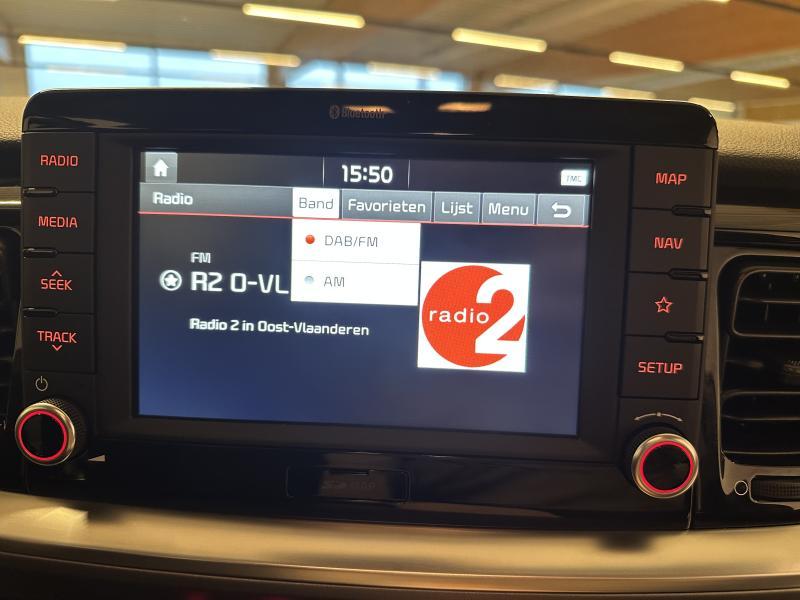 Bluetooth
RADIO
MEDIA
SEEK
TRACK
15:50
TMC
Radio
Band
Favorieten
Lijst
Menu
DAB/FM
AM
FM
R2 O-VL
Radio 2 in Oost-Vlaanderen
radio 2
MAP
NAV
SETUP